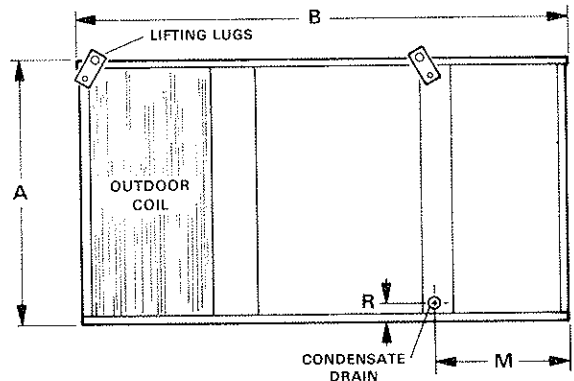 B
LIFTING LUGS
A
OUTDOOR
COIL
R
CONDENSATE
DRAIN
M